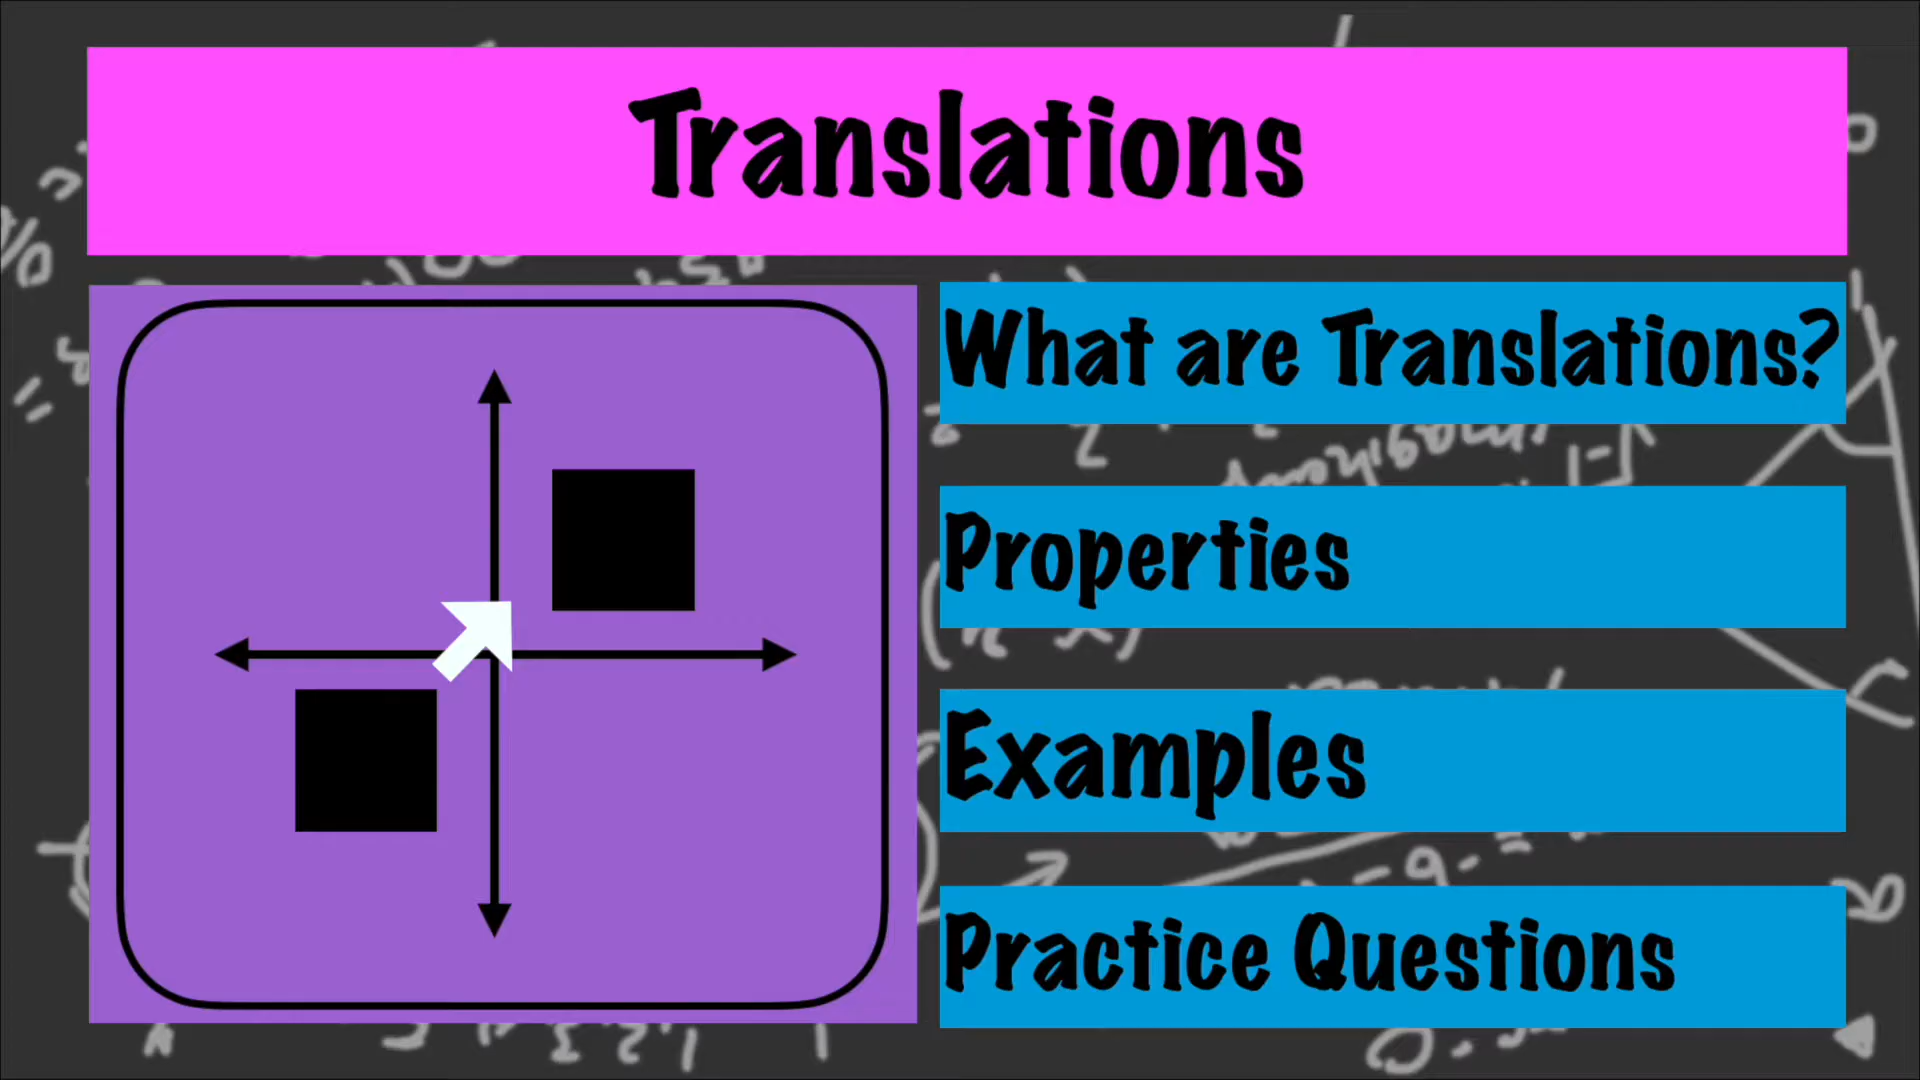 Translations
What are Translations?
Properties
Examples
Practice Questions